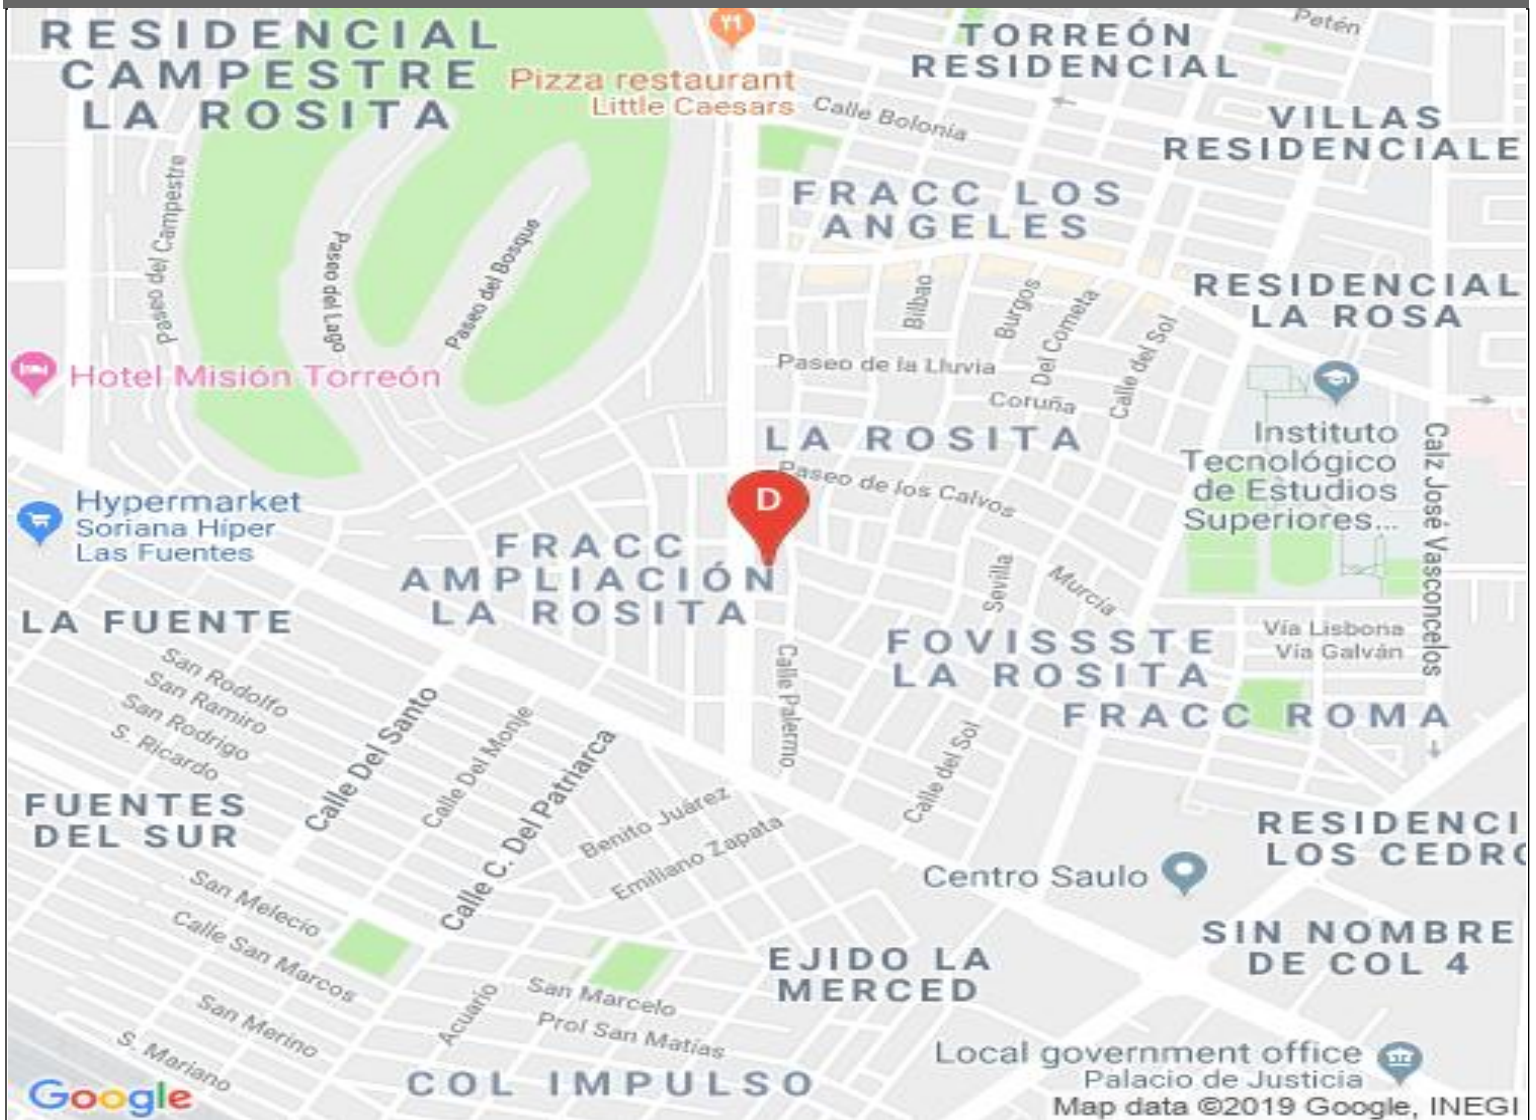 RESIDENCIAL
CAMPESTRE
LA ROSITA
Pizza restaurant
Little Caesars
TORREÓN
RESIDENCIAL
Petén
Calle Bolonia
VILLAS
RESIDENCIALE
FRACC LOS
ANGELES
Paseo del Campestre
Paseo del Lago
Paseo del Bosque
Bilbao
Burgos
Del Cometa
Calle del Sol
RESIDENCIAL
LA ROSA
Paseo de la Lluvia
Coruña
Hotel Misión Torreón
LA ROSITA
Instituto
Tecnológico
de Estudios
Superiores...
Calz José Vasconcelos
Paseo de los Calvos
D
Hypermarket
Soriana Híper
Las Fuentes
FRACC
AMPLIACIÓN
LA ROSITA
Sevilla
Murcia
LA FUENTE
FOVISSSTE
LA ROSITA
Vía Lisbona
Vía Galván
San Rodolfo
San Ramiro
San Rodrigo
S. Ricardo
Calle Del Santo
Calle Del Monje
Calle C. Del Patriarca
Calle Palermo
Calle del Sol
FRACC ROMA
FUENTES
DEL SUR
Benito Juárez
Emiliano Zapata
RESIDENCI
LOS CEDRO
Centro Saulo
San Melecio
Calle San Marcos
San Merino
S. Mariano
Acuario
San Marcelo
Prol San Matías
EJIDO LA
MERCED
SIN NOMBRE
DE COL 4
Local government office
Palacio de Justicia
COL IMPULSO
Google
Map data ©2019 Google, INEGI